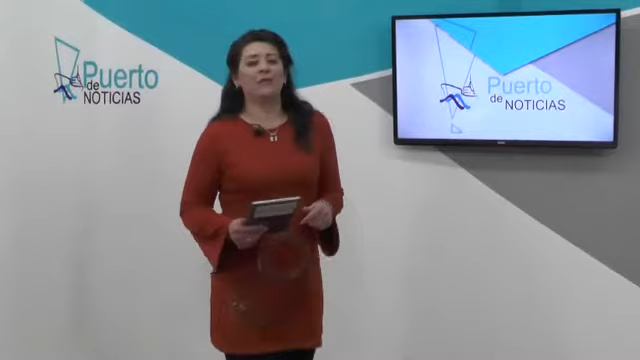 Puerto
de
NOTICIAS
Puerto
de NOTICIAS